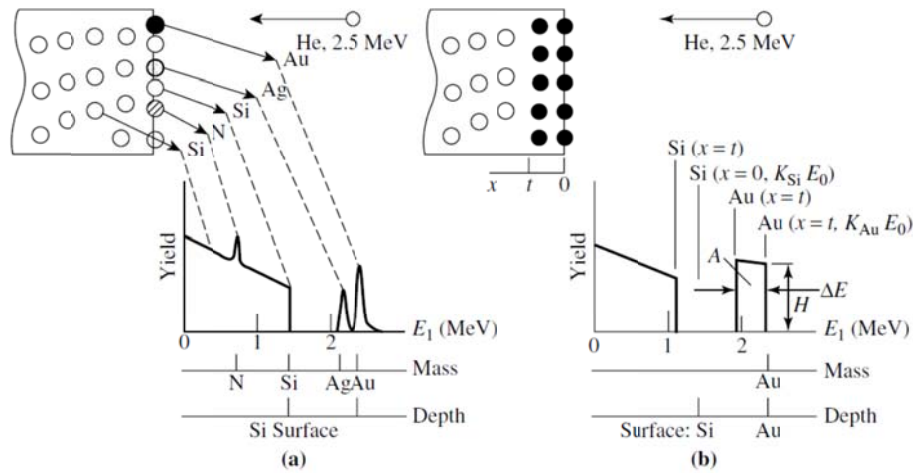 He, 2.5 MeV
Au
Ag
Si
N
Si
Yield
0
1
2
E₁ (MeV)
Mass
N
Si
Ag
Au
Depth
Si Surface
(a)
He, 2.5 MeV
x
t
0
Si (x = t)
Si (x = 0, K_Si E₀)
Au (x = t)
Au (x = t, K_Au E₀)
A
H
ΔE
Yield
0
1
2
E₁ (MeV)
Mass
Au
Depth
Surface: Si
Au
(b)